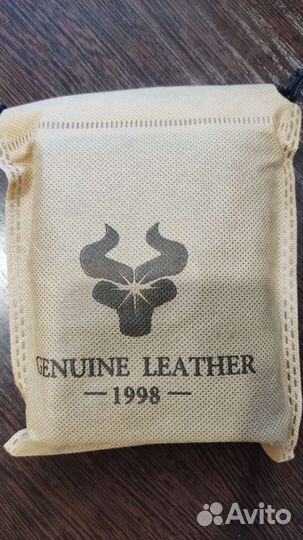 GENUINE LEATHER
— 1998 —
Avito